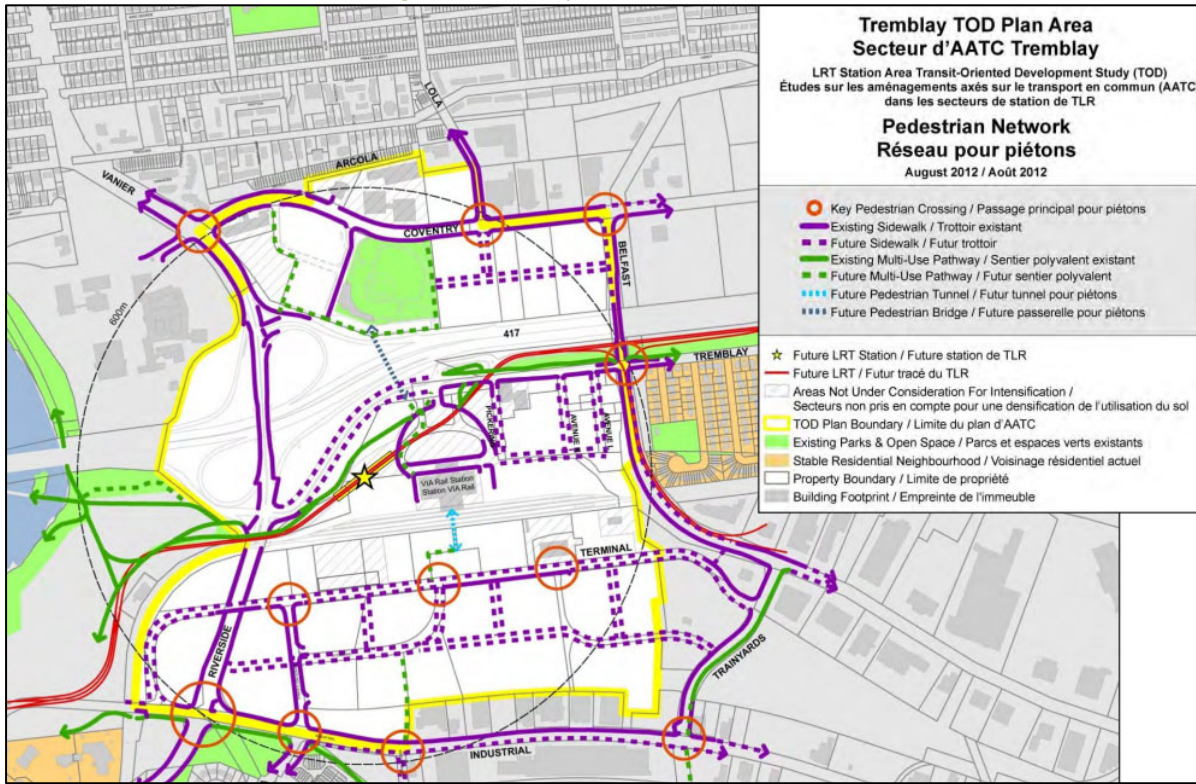 Tremblay TOD Plan Area
Secteur d'AATC Tremblay
LRT Station Area Transit-Oriented Development Study (TOD)
Études sur les aménagements axés sur le transport en commun (AATC)
dans les secteurs de station de TLR
Pedestrian Network
Réseau pour piétons
August 2012 / Août 2012
Key Pedestrian Crossing / Passage principal pour piétons
Existing Sidewalk / Trottoir existant
Future Sidewalk / Futur trottoir
Existing Multi-Use Pathway / Sentier polyvalent existant
Future Multi-Use Pathway / Futur sentier polyvalent
Future Pedestrian Tunnel / Futur tunnel pour piétons
Future Pedestrian Bridge / Future passerelle pour piétons
Future LRT Station / Future station de TLR
Future LRT / Futur tracé du TLR
Areas Not Under Consideration For Intensification /
Secteurs non pris en compte pour une densification de l'utilisation du sol
TOD Plan Boundary / Limite du plan d'AATC
Existing Parks & Open Space / Parcs et espaces verts existants
Stable Residential Neighbourhood / Voisinage résidentiel actuel
Property Boundary / Limite de propriété
Building Footprint / Empreinte de l'immeuble
LOLA
ARCOLA
VANIER
COVENTRY
BELFAST
600m
417
TREMBLAY
PICKERING
AVENUE
AVENUE
VIA Rail Station
Station VIA Rail
TERMINAL
RIVERSIDE
TRAINYARDS
INDUSTRIAL